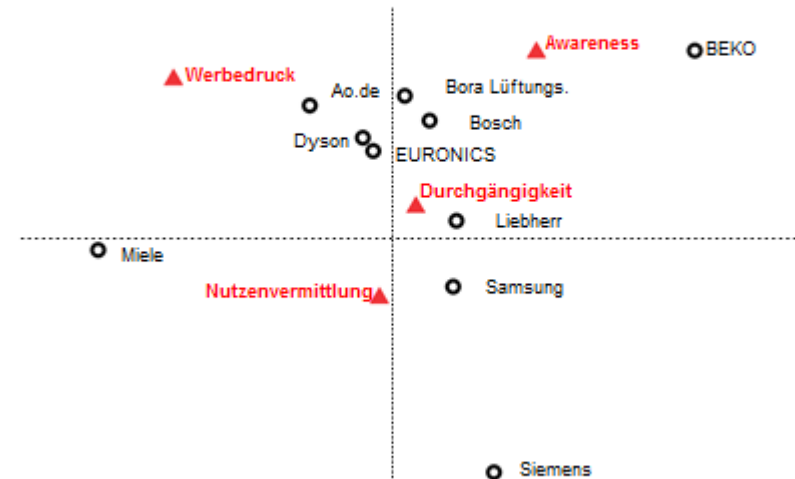 Awareness
BEKO
Werbedruck
Ao.de
Bora Lüftungs.
Bosch
Dyson
EURONICS
Durchgängigkeit
Liebherr
Miele
Nutzenvermittlung
Samsung
Siemens